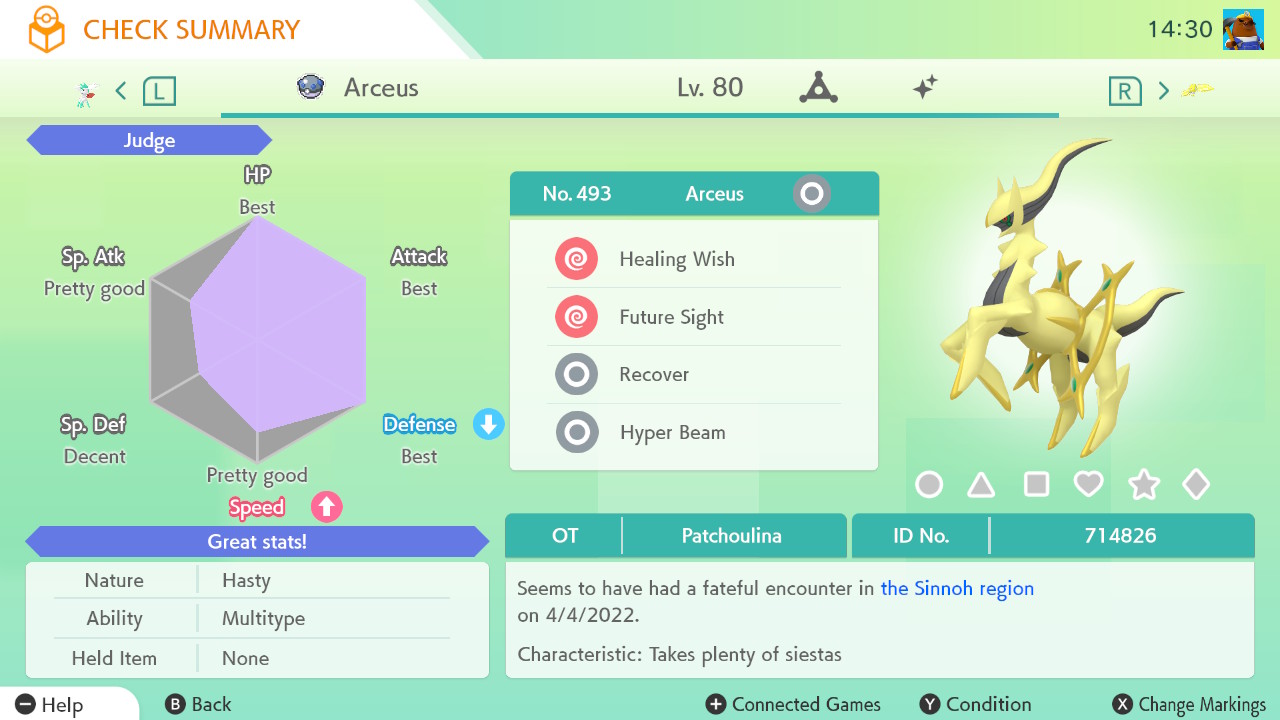 CHECK SUMMARY
14:30
L
Arceus
Lv. 80
R
Judge
HP
Best
Sp. Atk
Pretty good
Attack
Best
Sp. Def
Decent
Defense
Best
Pretty good
Speed
Great stats!
Nature Hasty
Ability Multitype
Held Item None
No. 493 Arceus
Healing Wish
Future Sight
Recover
Hyper Beam
OT Patchoulina ID No. 714826
Seems to have had a fateful encounter in the Sinnoh region
on 4/4/2022.
Characteristic: Takes plenty of siestas
Help
B Back
Connected Games
Y Condition
X Change Markings